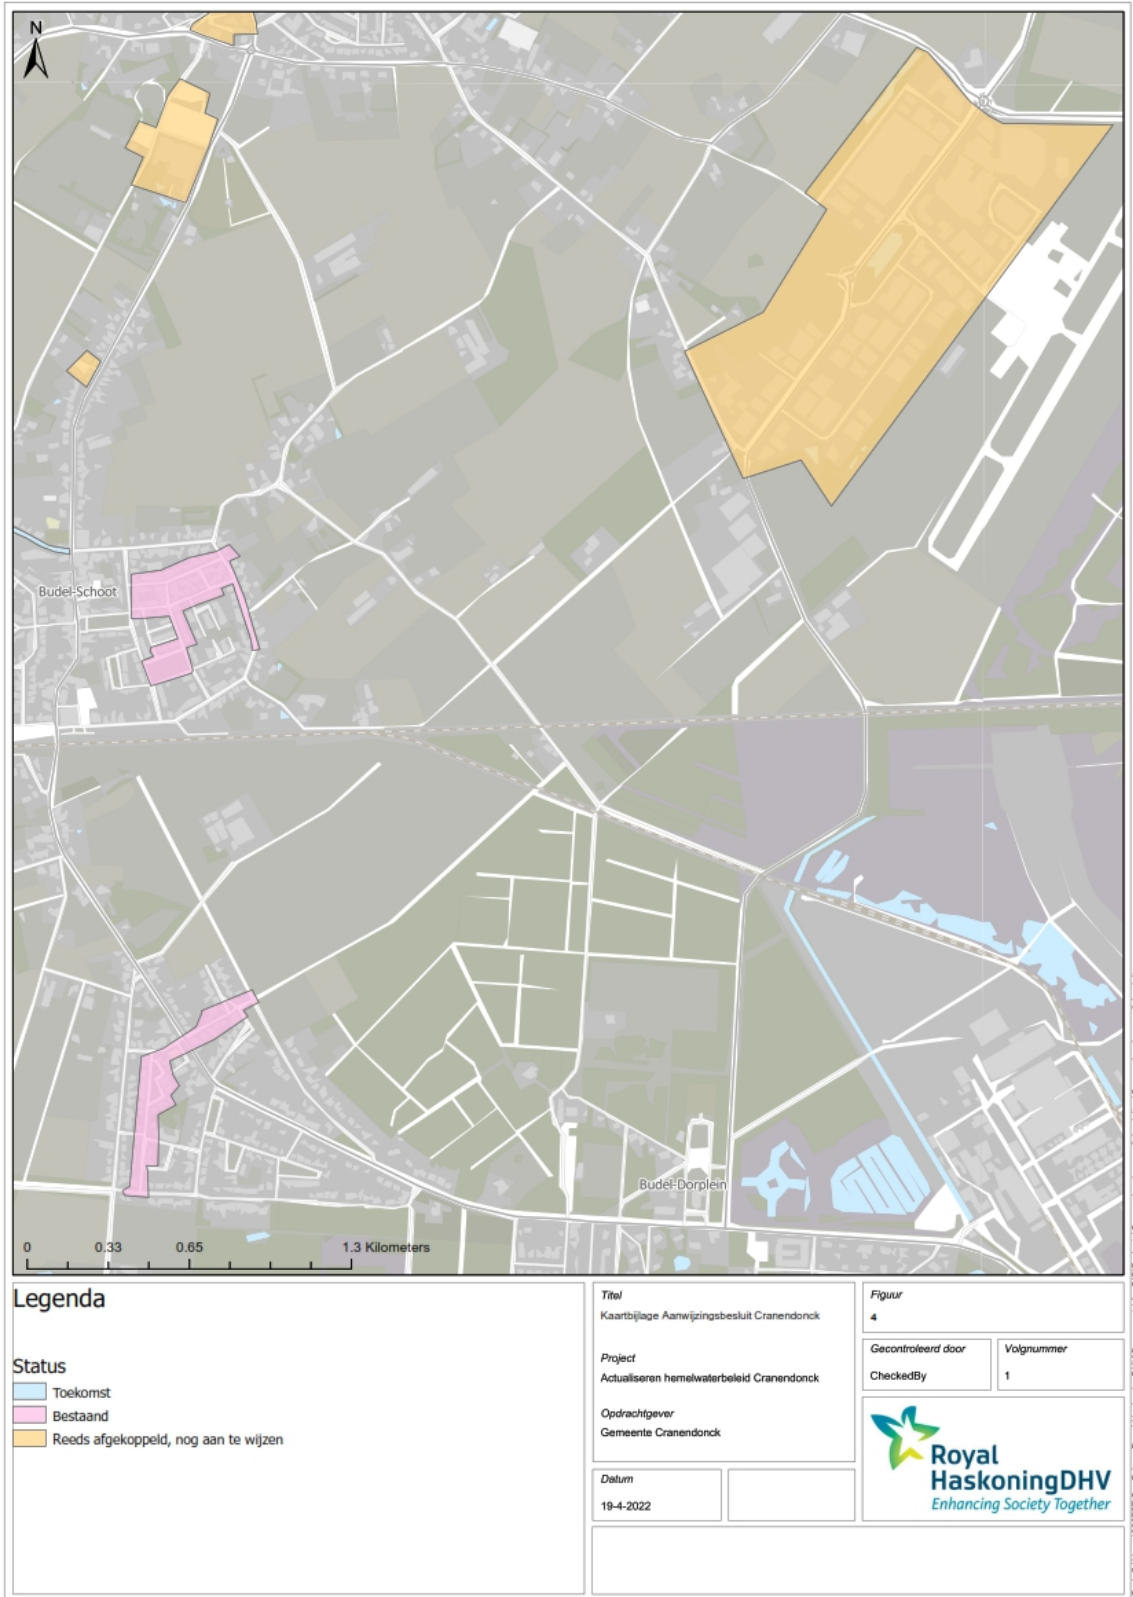 N
Budel-Schoot
Budel-Dorplein
0 0.33 0.65 1.3 Kilometers
Legenda
Status
Toekomst
Bestaand
Reeds afgekoppeld, nog aan te wijzen
Titel
Kaartbijlage Aanwijzingsbesluit Cranendonck
Project
Actualiseren hemelwaterbeleid Cranendonck
Opdrachtgever
Gemeente Cranendonck
Datum
19-4-2022
Figuur
4
Gecontroleerd door
CheckedBy
Volgnummer
1
Royal
HaskoningDHV
Enhancing Society Together